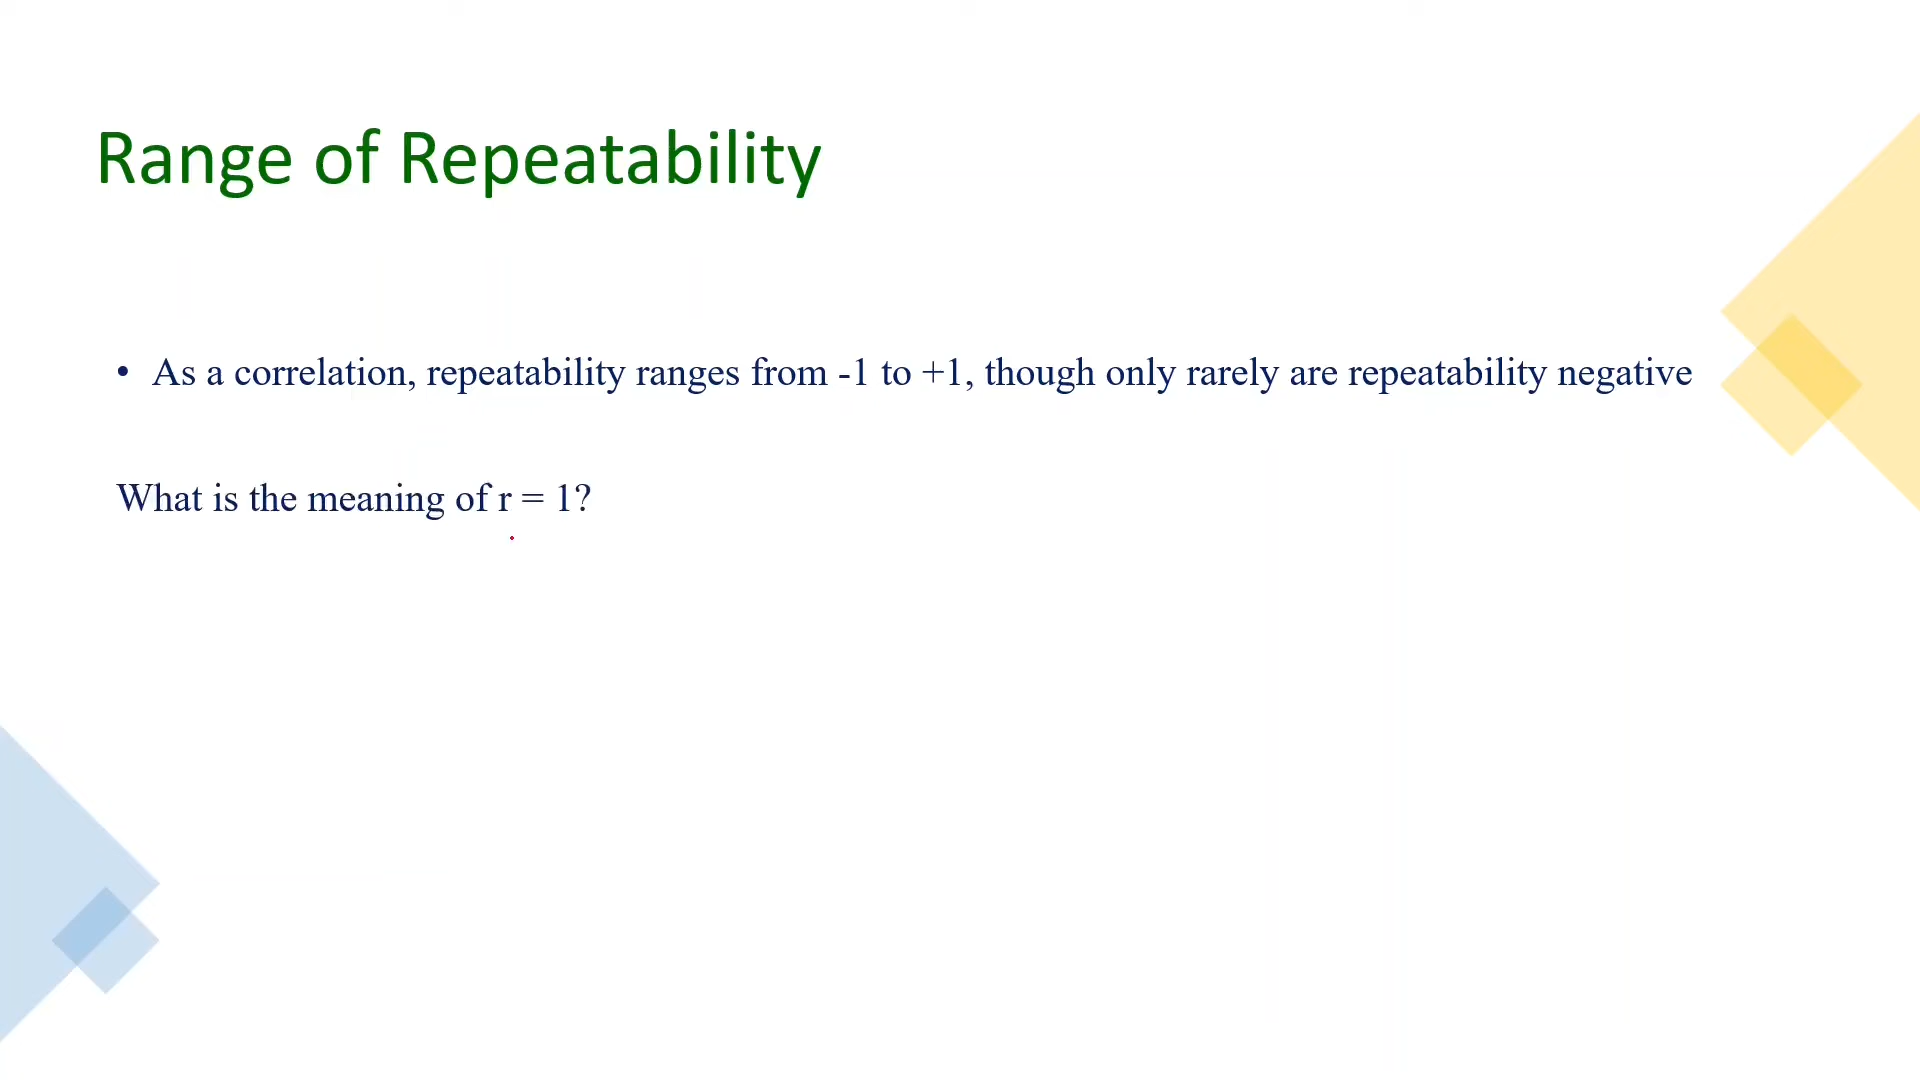 Range of Repeatability
• As a correlation, repeatability ranges from -1 to +1, though only rarely are repeatability negative
What is the meaning of r = 1?